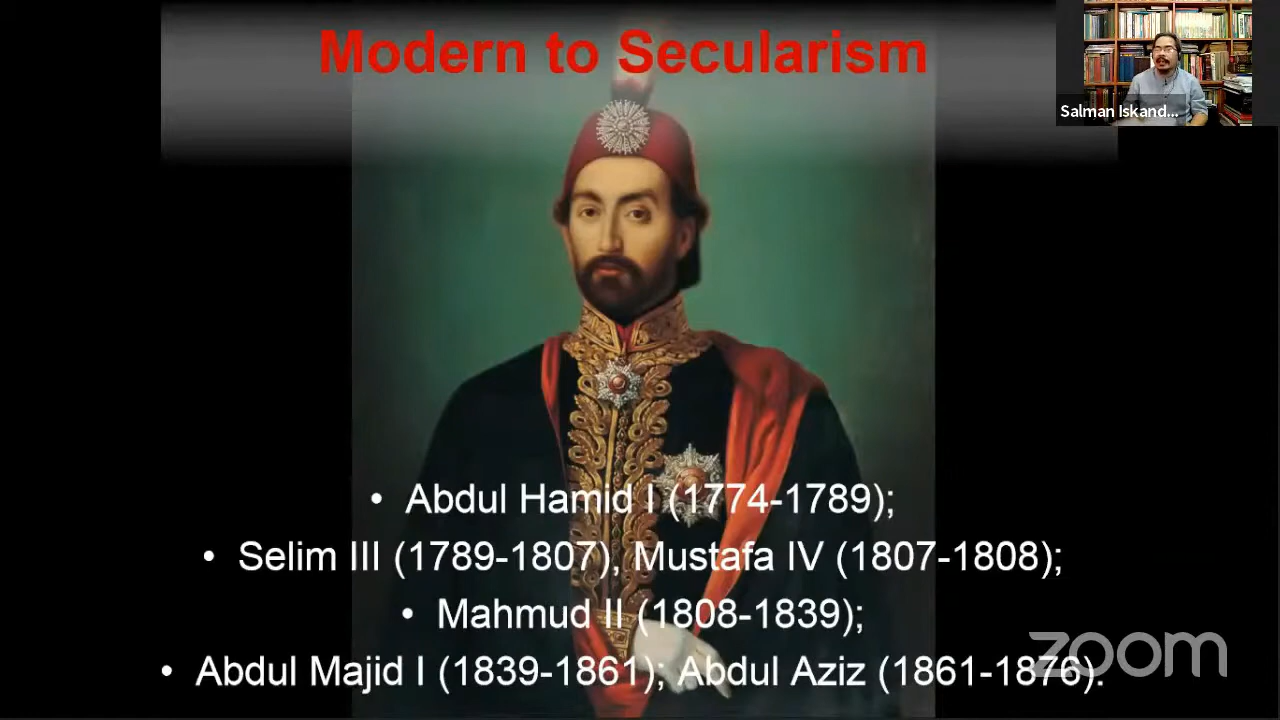 Modern to Secularism
Salman Iskand...
• Abdul Hamid I (1774-1789);
• Selim III (1789-1807), Mustafa IV (1807-1808);
• Mahmud II (1808-1839);
• Abdul Majid I (1839-1861); Abdul Aziz (1861-1876).
zoom